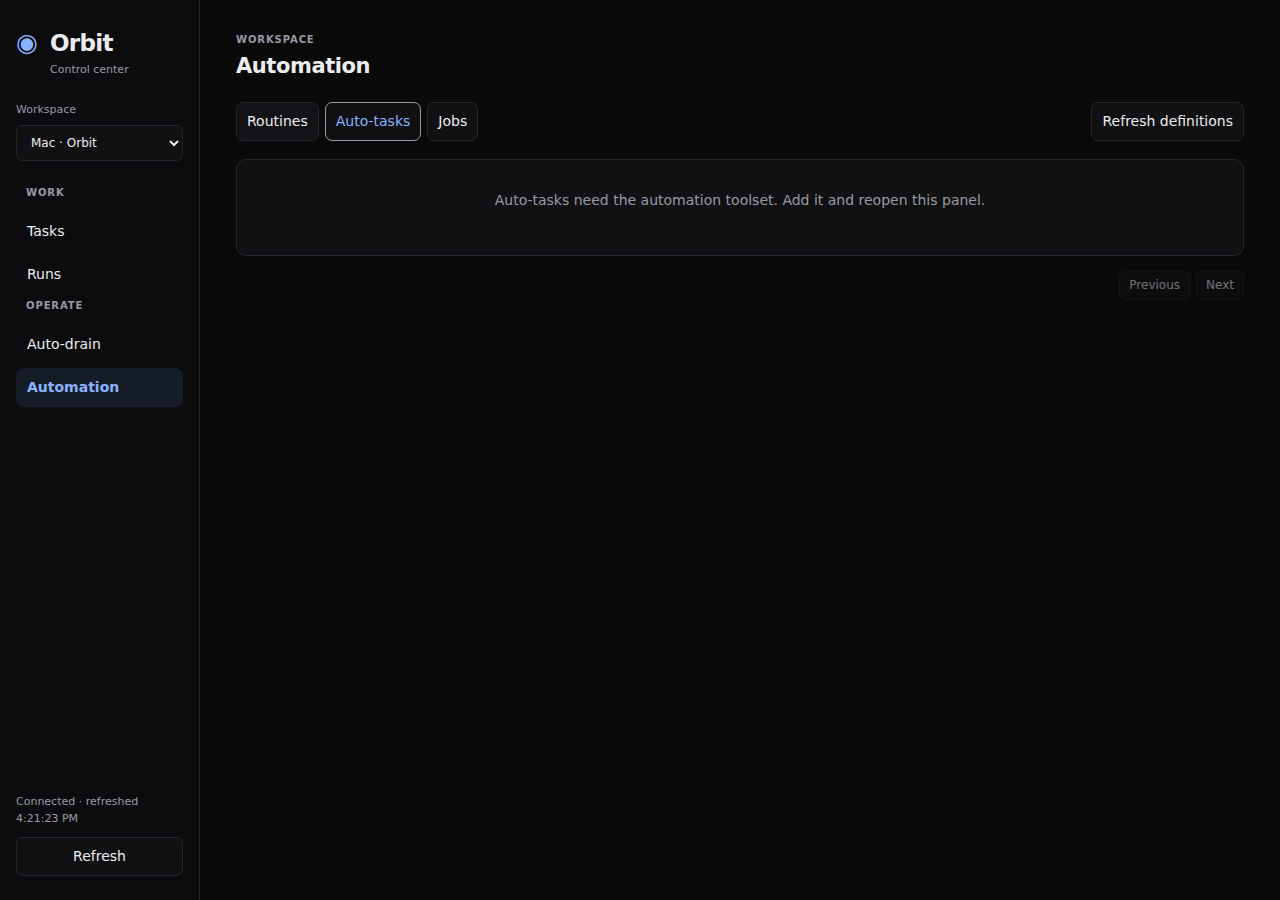 Orbit
Control center
Workspace
Mac · Orbit
WORK
Tasks
Runs
OPERATE
Auto-drain
Automation
Connected · refreshed
4:21:23 PM
Refresh
WORKSPACE
Automation
Routines
Auto-tasks
Jobs
Refresh definitions
Auto-tasks need the automation toolset. Add it and reopen this panel.
Previous
Next